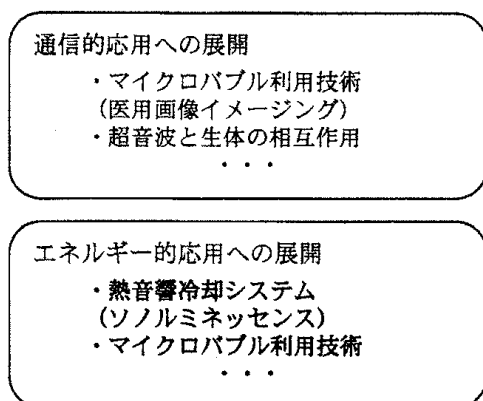 通信的応用への展開
・マイクロバブル利用技術
（医用画像イメージング）
・超音波と生体の相互作用
・・・
エネルギー的応用への展開
・熱音響冷却システム
（ソノルミネッセンス）
・マイクロバブル利用技術
・・・